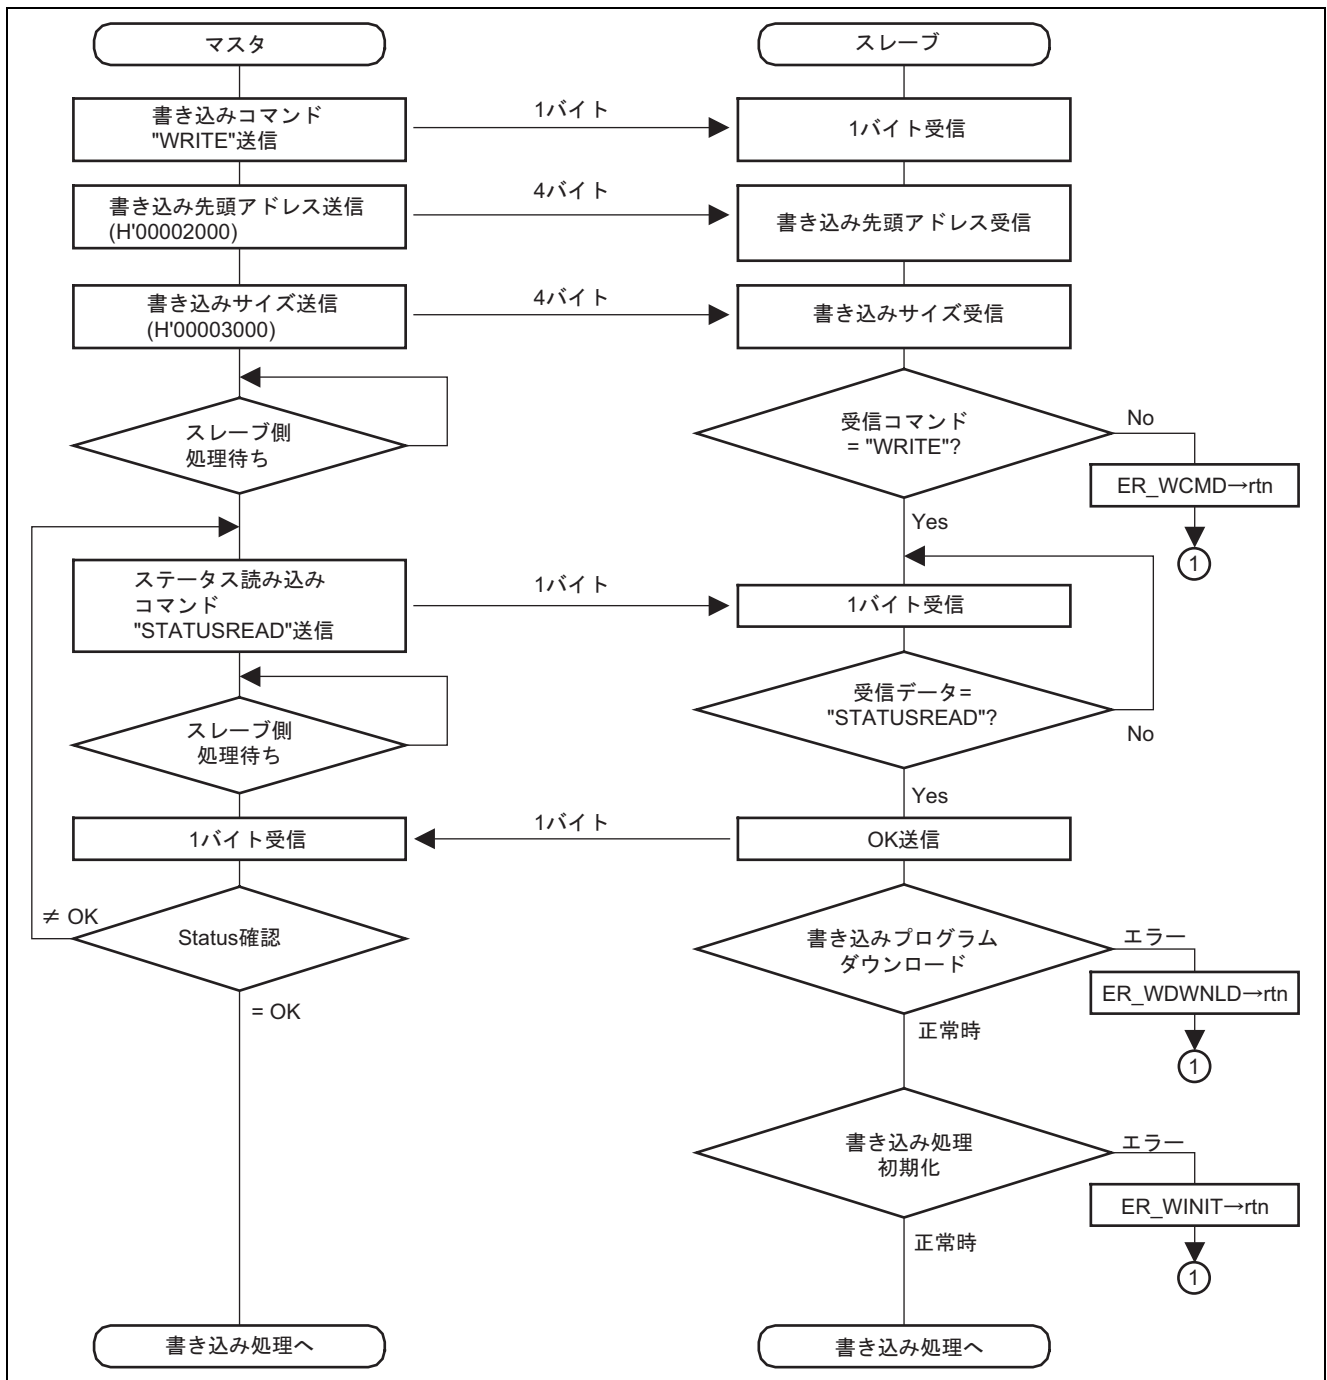 マスタ
スレーブ
書き込みコマンド
"WRITE"送信
1バイト
1バイト受信
書き込み先頭アドレス送信
(H'00002000)
4バイト
書き込み先頭アドレス受信
書き込みサイズ送信
(H'00003000)
4バイト
書き込みサイズ受信
スレーブ側
処理待ち
受信コマンド
= "WRITE"?
No
ER_WCMD→rtn
1
Yes
ステータス読み込み
コマンド
"STATUSREAD"送信
1バイト
1バイト受信
スレーブ側
処理待ち
受信データ=
"STATUSREAD"?
No
Yes
1バイト受信
1バイト
OK送信
≠ OK
Status確認
= OK
書き込みプログラム
ダウンロード
エラー
ER_WDWNLD→rtn
1
正常時
書き込み処理
初期化
エラー
ER_WINIT→rtn
1
正常時
書き込み処理へ
書き込み処理へ